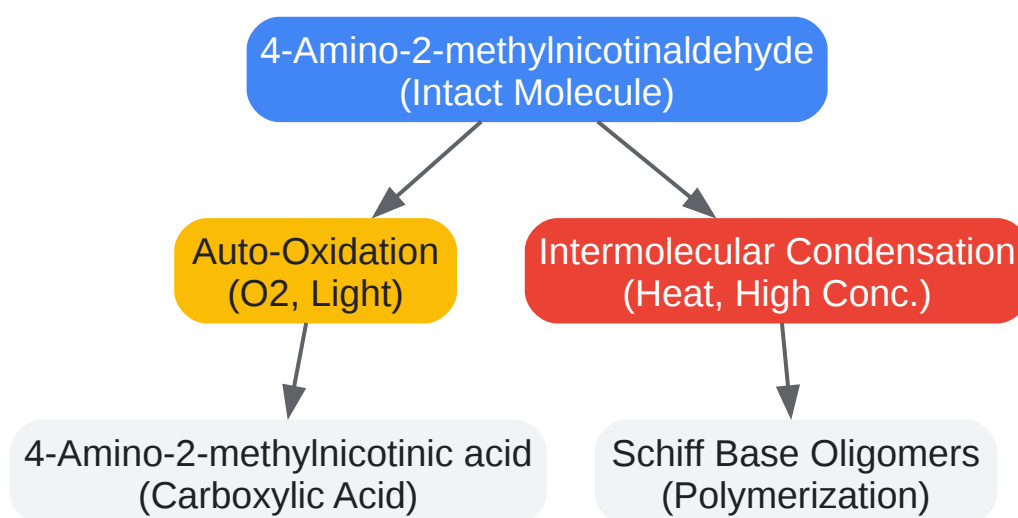 4-Amino-2-methylnicotinaldehyde
(Intact Molecule)
Auto-Oxidation
(O2, Light)
Intermolecular Condensation
(Heat, High Conc.)
4-Amino-2-methylnicotinic acid
(Carboxylic Acid)
Schiff Base Oligomers
(Polymerization)